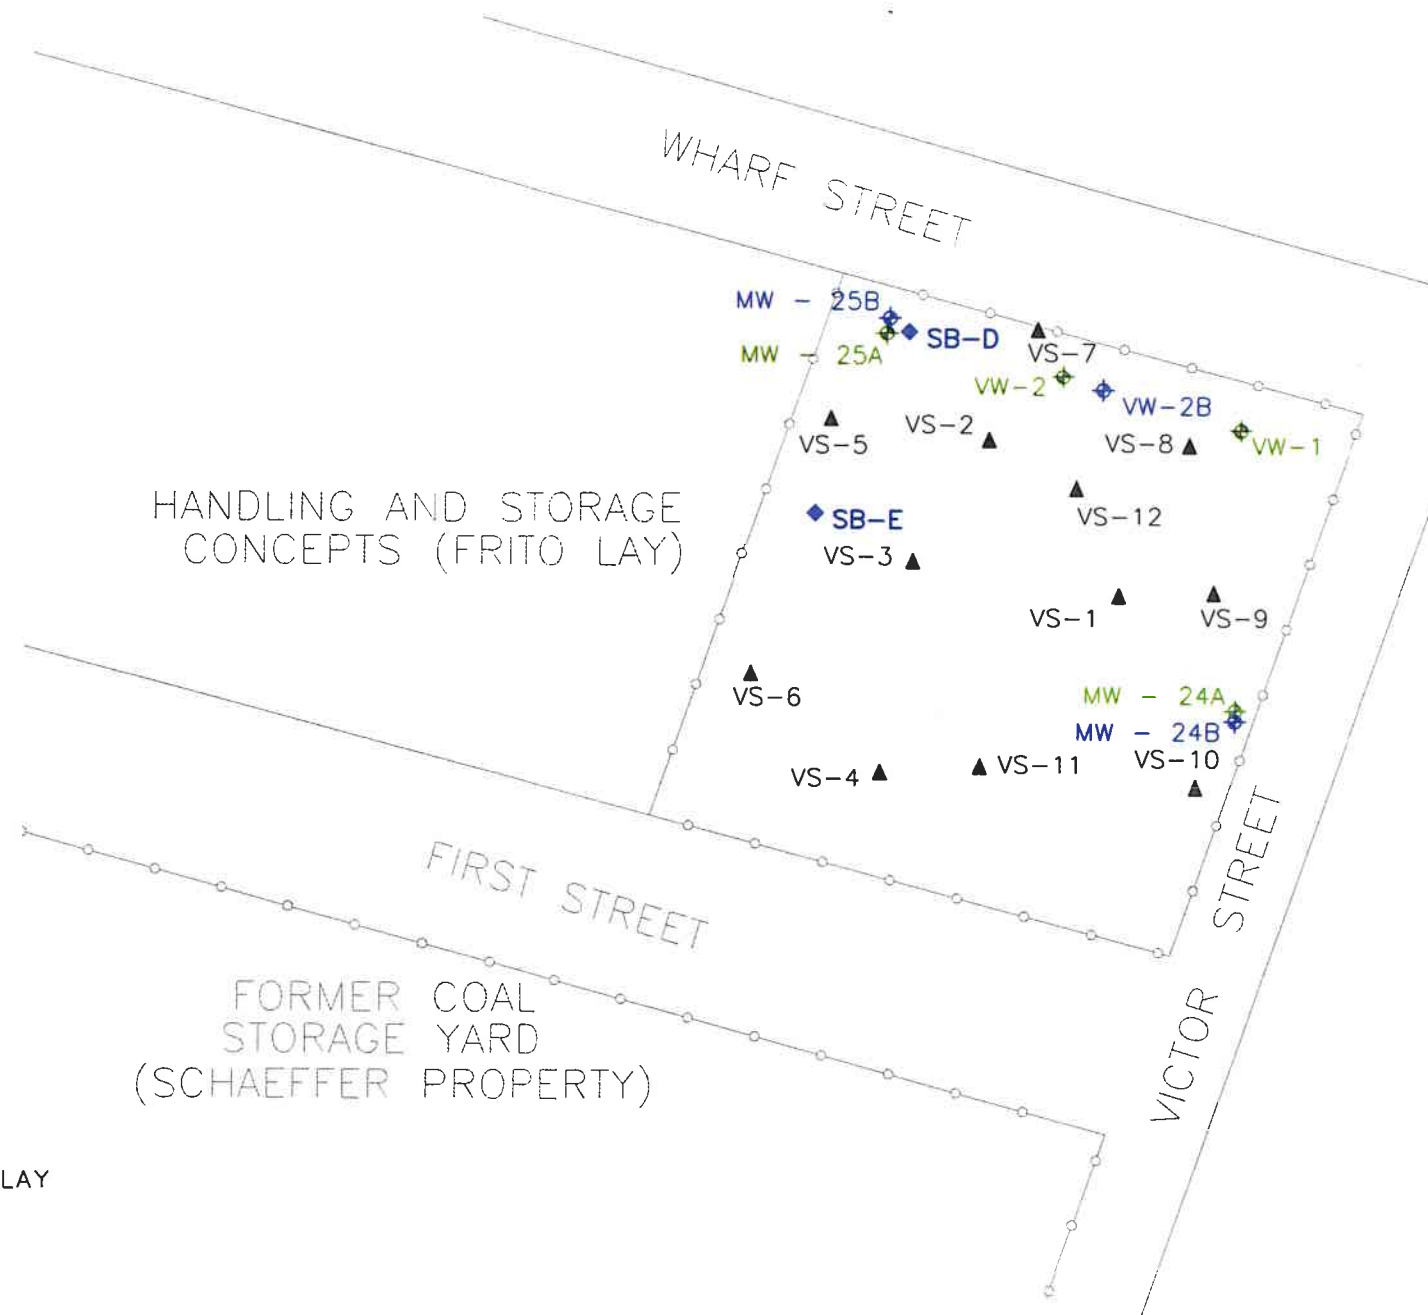 WHARF STREET
MW - 25B
SB-D
MW - 25A
VS-7
VW-2
VW-2B
VS-5
VS-2
VS-8
VW-1
HANDLING AND STORAGE
CONCEPTS (FRITO LAY)
SB-E
VS-12
VS-3
VS-1
VS-9
VS-6
MW - 24A
MW - 24B
VS-10
VS-4
VS-11
FIRST STREET
VICTOR STREET
FORMER COAL
STORAGE YARD
(SCHAEFFER PROPERTY)
LAY